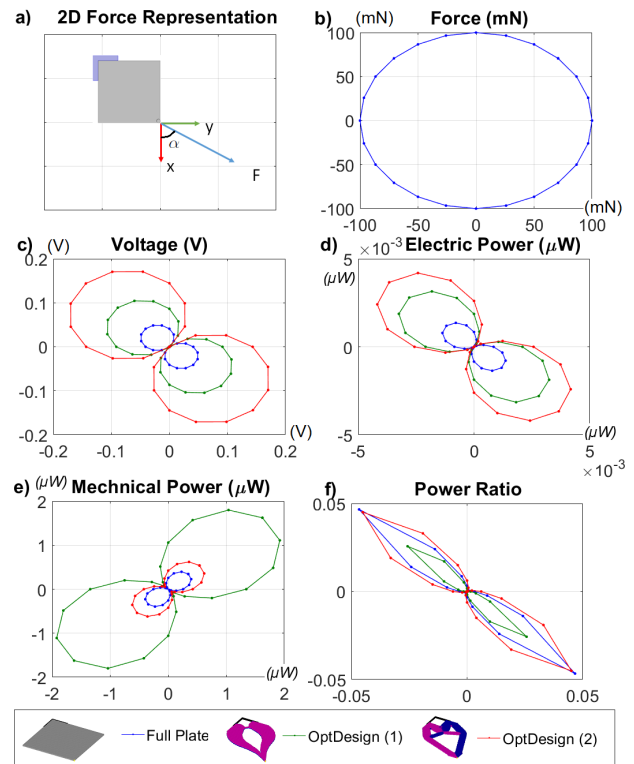 a) 2D Force Representation
y
α
x
F
b) (mN) Force (mN)
100
50
0
-50
-100
-100 -50 0 50 100
(mN)
c) (V) Voltage (V)
0.2
0.1
0
-0.1
-0.2
-0.2 -0.1 0 0.1 0.2
(V)
d) 5 × 10⁻³ Electric Power (μW)
(μW)
0
-5
-5 0 5
(μW)
× 10⁻³
e) (μW) Mechnical Power (μW)
2
1
0
-1
-2
-2 -1 0 1 2
(μW)
f) Power Ratio
0.05
0
-0.05
-0.05 0 0.05
Full Plate OptDesign (1) OptDesign (2)